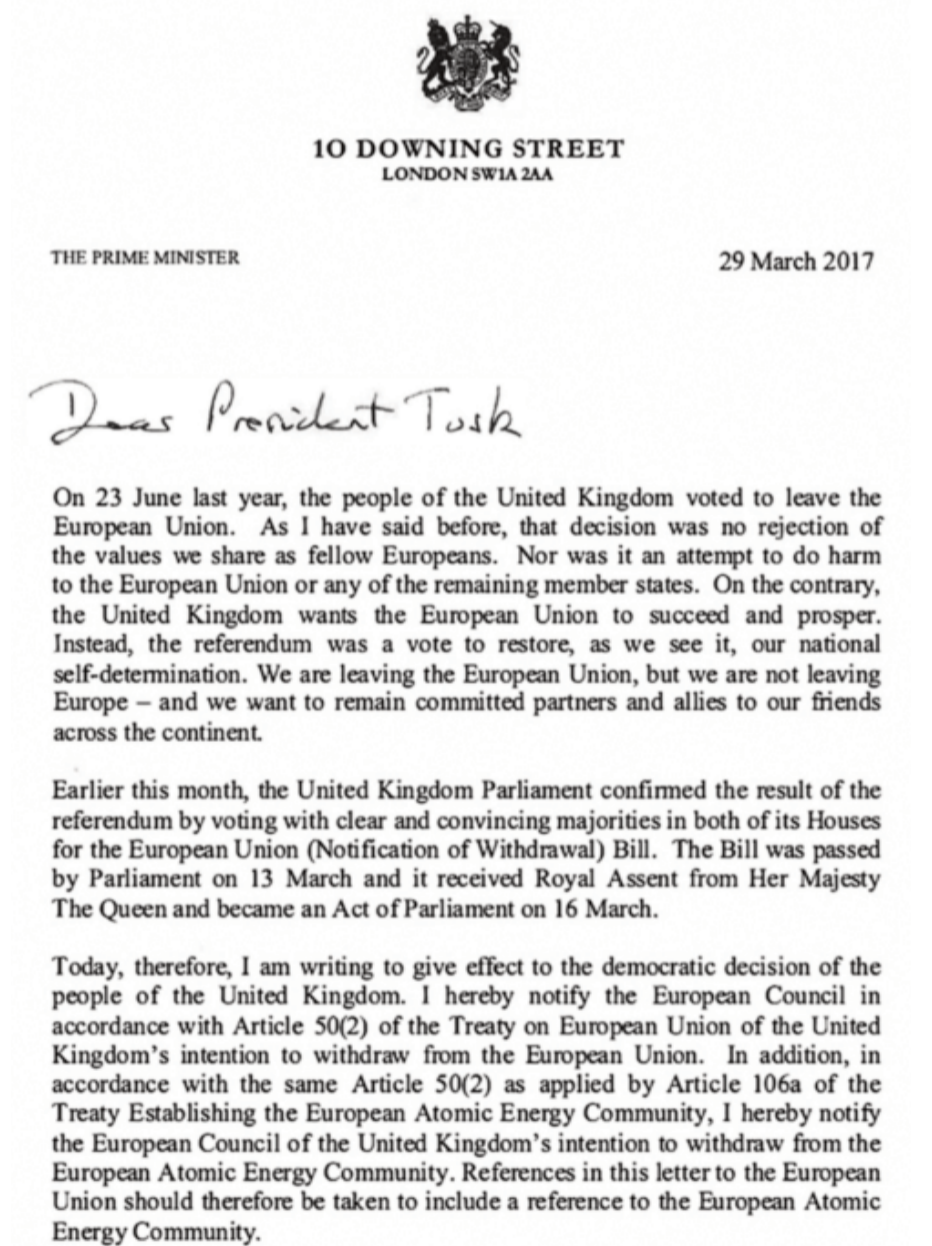 10 DOWNING STREET
LONDON SW1A 2AA
THE PRIME MINISTER
29 March 2017
Dear President Tusk
On 23 June last year, the people of the United Kingdom voted to leave the
European Union. As I have said before, that decision was no rejection of
the values we share as fellow Europeans. Nor was it an attempt to do harm
to the European Union or any of the remaining member states. On the contrary,
the United Kingdom wants the European Union to succeed and prosper.
Instead, the referendum was a vote to restore, as we see it, our national
self-determination. We are leaving the European Union, but we are not leaving
Europe – and we want to remain committed partners and allies to our friends
across the continent.
Earlier this month, the United Kingdom Parliament confirmed the result of the
referendum by voting with clear and convincing majorities in both of its Houses
for the European Union (Notification of Withdrawal) Bill. The Bill was passed
by Parliament on 13 March and it received Royal Assent from Her Majesty
The Queen and became an Act of Parliament on 16 March.
Today, therefore, I am writing to give effect to the democratic decision of the
people of the United Kingdom. I hereby notify the European Council in
accordance with Article 50(2) of the Treaty on European Union of the United
Kingdom's intention to withdraw from the European Union. In addition, in
accordance with the same Article 50(2) as applied by Article 106a of the
Treaty Establishing the European Atomic Energy Community, I hereby notify
the European Council of the United Kingdom's intention to withdraw from the
European Atomic Energy Community. References in this letter to the European
Union should therefore be taken to include a reference to the European Atomic
Energy Community.